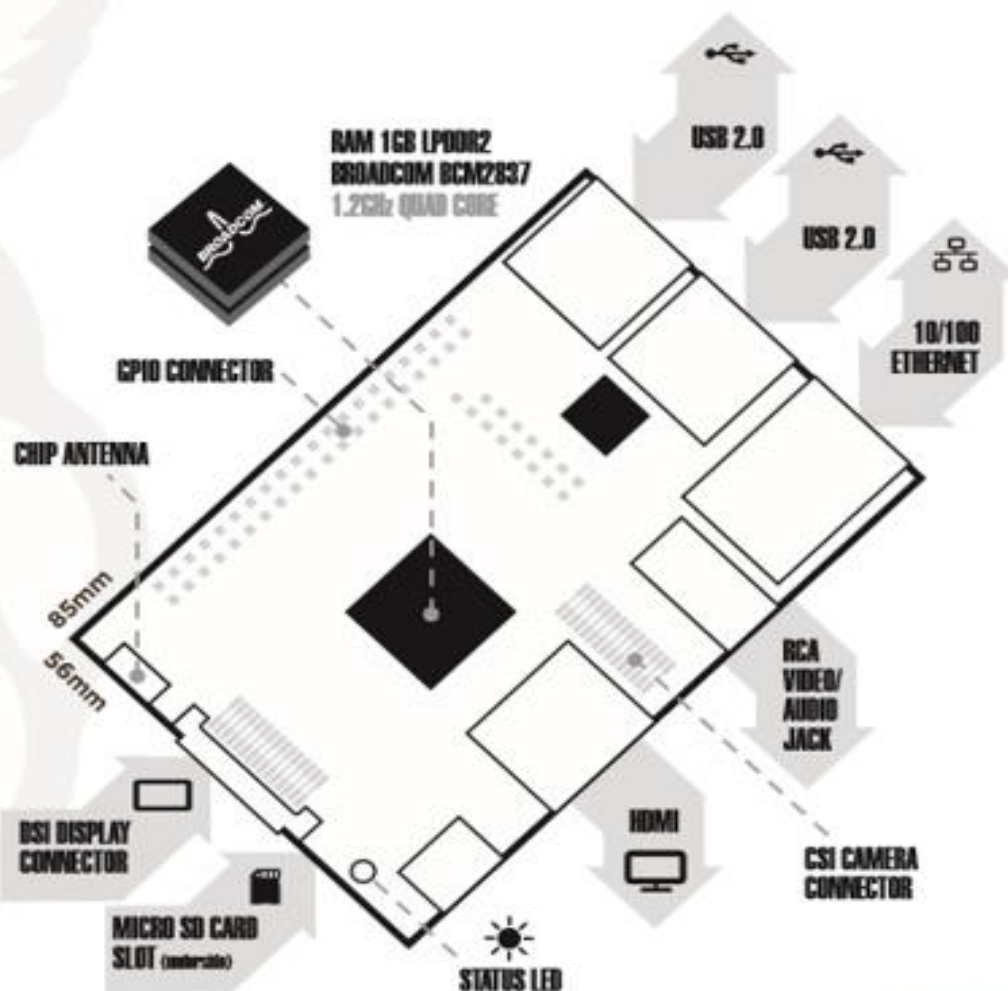 USB 2.0
RAM 1GB LPDDR2
BROADCOM BCM2837
1.2GHz QUAD CORE
BROADCOM
USB 2.0
10/100
ETHERNET
GPIO CONNECTOR
CHIP ANTENNA
85mm
56mm
RCA
VIDEO/
AUDIO
JACK
DSI DISPLAY
CONNECTOR
HDMI
CSI CAMERA
CONNECTOR
MICRO SD CARD
SLOT (underside)
STATUS LED